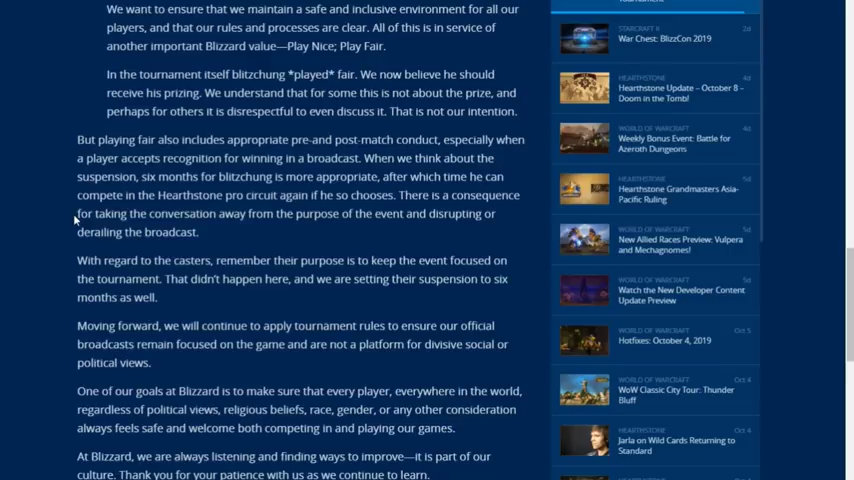 We want to ensure that we maintain a safe and inclusive environment for all our
players, and that our rules and processes are clear. All of this is in service of
another important Blizzard value—Play Nice; Play Fair.
In the tournament itself blitzchung *played* fair. We now believe he should
receive his prizing. We understand that for some this is not about the prize, and
perhaps for others it is disrespectful to even discuss it. That is not our intention.
But playing fair also includes appropriate pre-and post-match conduct, especially when
a player accepts recognition for winning in a broadcast. When we think about the
suspension, six months for blitzchung is more appropriate, after which time he can
compete in the Hearthstone pro circuit again if he so chooses. There is a consequence
for taking the conversation away from the purpose of the event and disrupting or
derailing the broadcast.
With regard to the casters, remember their purpose is to keep the event focused on
the tournament. That didn't happen here, and we are setting their suspension to six
months as well.
Moving forward, we will continue to apply tournament rules to ensure our official
broadcasts remain focused on the game and are not a platform for divisive social or
political views.
One of our goals at Blizzard is to make sure that every player, everywhere in the world,
regardless of political views, religious beliefs, race, gender, or any other consideration
always feels safe and welcome both competing in and playing our games.
At Blizzard, we are always listening and finding ways to improve—it is part of our
culture. Thank you for your patience with us as we continue to learn.
STARCRAFT II 2d
War Chest: BlizzCon 2019
HEARTHSTONE 4d
Hearthstone Update – October 8 –
Doom in the Tomb!
WORLD OF WARCRAFT 4d
Weekly Bonus Event: Battle for
Azeroth Dungeons
HEARTHSTONE 5d
Hearthstone Grandmasters Asia-
Pacific Ruling
WORLD OF WARCRAFT 5d
New Allied Races Preview: Vulpera
and Mechagnomes!
WORLD OF WARCRAFT 5d
Watch the New Developer Content
Update Preview
WORLD OF WARCRAFT Oct 5
Hotfixes: October 4, 2019
WORLD OF WARCRAFT Oct 4
WoW Classic City Tour: Thunder
Bluff
HEARTHSTONE Oct 4
Jarla on Wild Cards Returning to
Standard